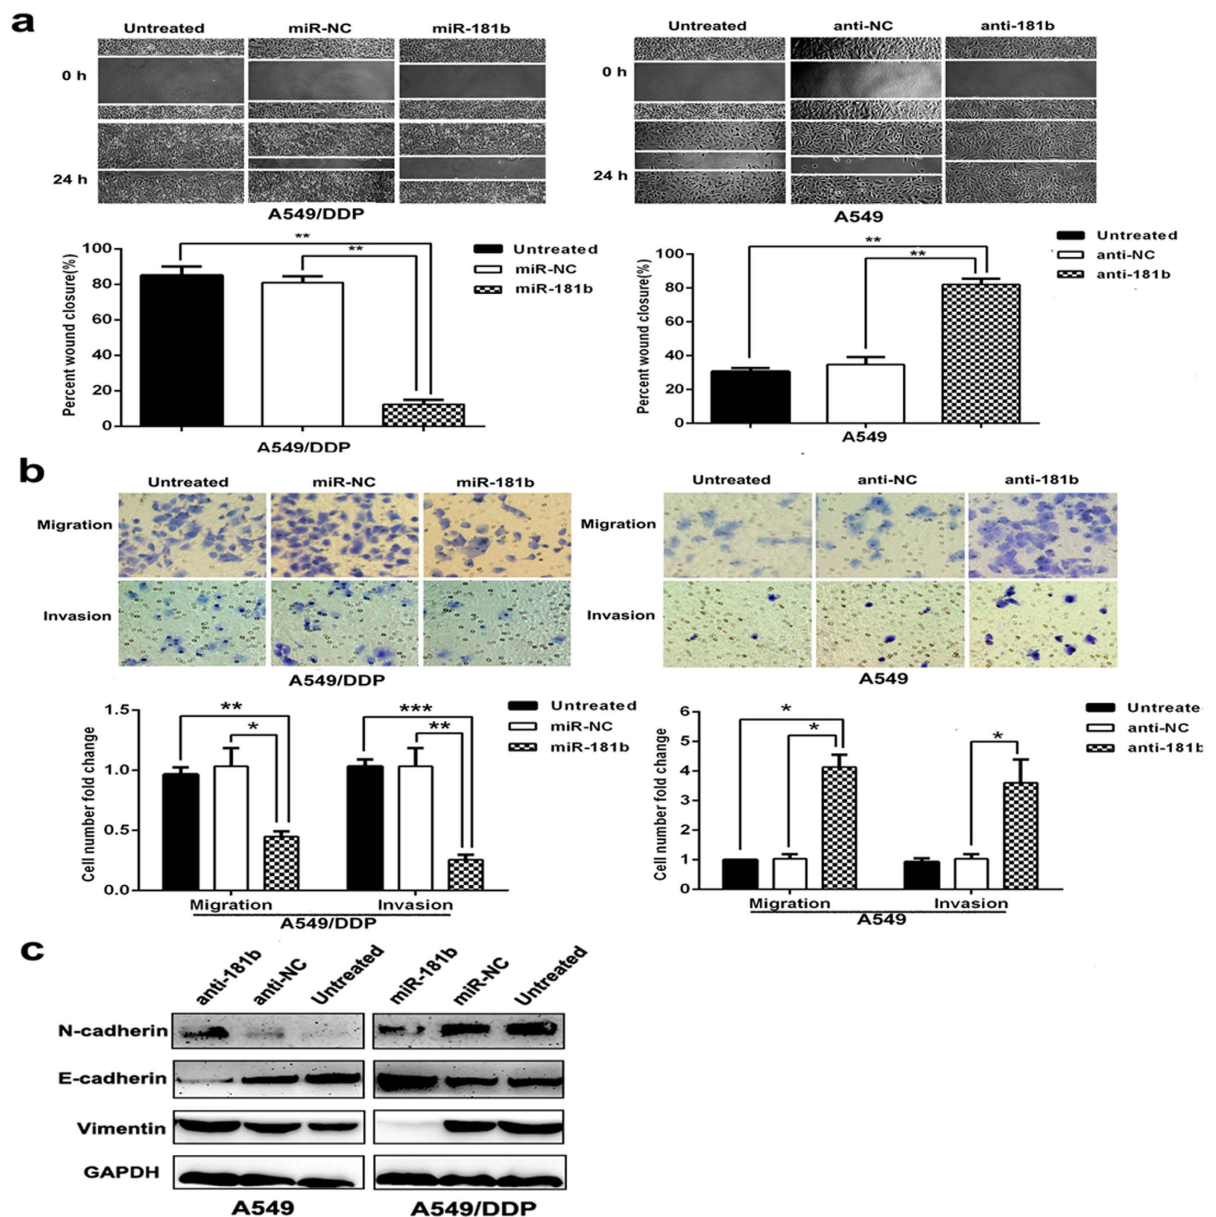 a
Untreated miR-NC miR-181b
0 h
24 h
A549/DDP
Untreated anti-NC anti-181b
0 h
24 h
A549
Percent wound closure(%)
100
80
60
40
20
0
** **
A549/DDP
Untreated
miR-NC
miR-181b
Percent wound closure(%)
100
80
60
40
20
0
** **
A549
Untreated
anti-NC
anti-181b
b
Untreated miR-NC miR-181b
Migration
Invasion
A549/DDP
Untreated anti-NC anti-181b
Migration
Invasion
A549
Cell number fold change
1.5
1.0
0.5
0.0
** * *** **
Migration Invasion
A549/DDP
Untreated
miR-NC
miR-181b
Cell number fold change
6
5
4
3
2
1
0
* * *
Migration Invasion
A549
Untreate
anti-NC
anti-181b
c
anti-181b anti-NC Untreated miR-181b miR-NC Untreated
N-cadherin
E-cadherin
Vimentin
GAPDH
A549 A549/DDP